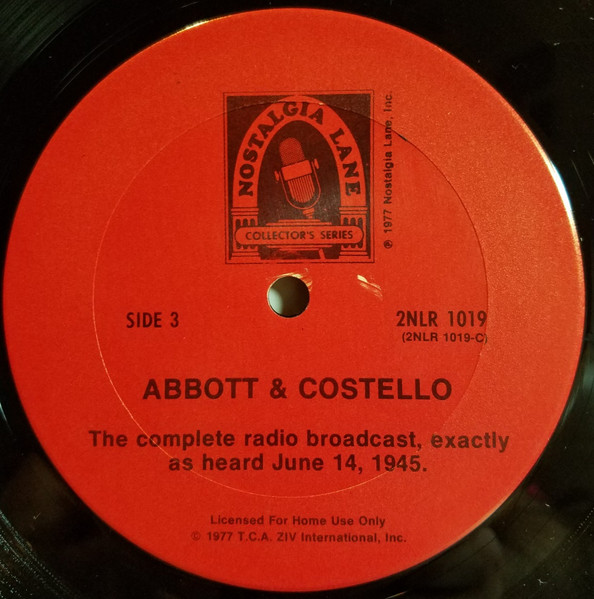 NOSTALGIA LANE
COLLECTOR'S SERIES
℗ 1977 Nostalgia Lane, Inc.
SIDE 3
2NLR 1019
(2NLR 1019-C)
ABBOTT & COSTELLO
The complete radio broadcast, exactly
as heard June 14, 1945.
Licensed For Home Use Only
© 1977 T.C.A. ZIV International, Inc.